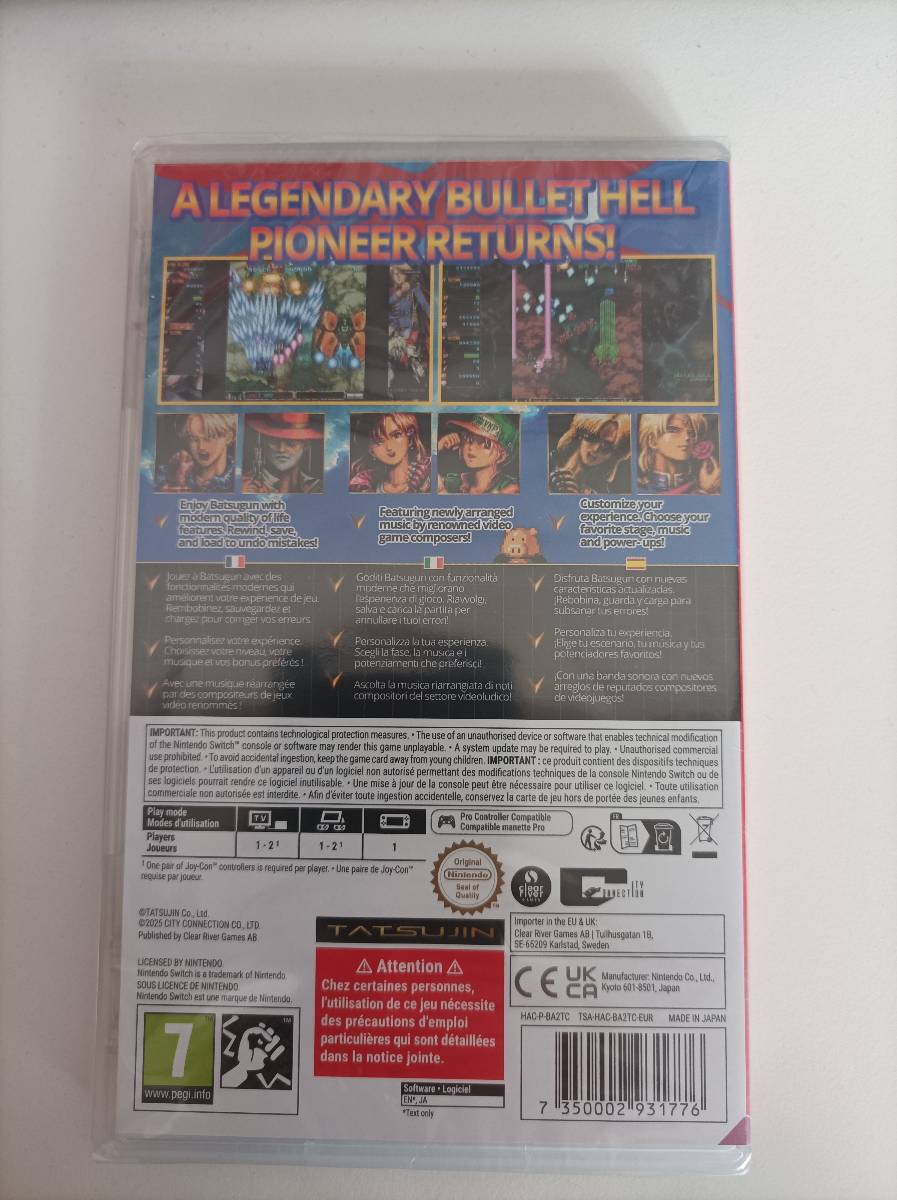 A LEGENDARY BULLET HELL
PIONEER RETURNS!
Enjoy Batsugun with
modern quality of life
features. Rewind, save,
and load to undo mistakes!
Featuring newly arranged
music by renowned video
game composers!
Customize your
experience. Choose your
favorite stage, music
and power-ups!
Jouer à Batsugun avec des
fonctionnalités modernes qui
améliorent votre expérience de jeu.
Rembobinez, sauvegardez et
chargez pour corriger vos erreurs.
Personnalisez votre expérience.
Choisissez votre niveau, votre
musique et vos bonus préférés !
Avec une musique réarrangée
par des compositeurs de jeux
vidéo renommés !
Goditi Batsugun con funzionalità
moderne che migliorano
l'esperienza di gioco. Riavvolgi,
salva e carica la partita per
annullare i tuoi errori!
Personalizza la tua esperienza.
Scegli la fase, la musica e i
potenziamenti che preferisci!
Ascolta la musica riarrangiata di noti
compositori del settore videoludico!
Disfruta Batsugun con nuevas
características actualizadas.
¡Rebobina, guarda y carga para
subsanar tus errores!
Personaliza tu experiencia.
¡Elige tu escenario, tu música y tus
potenciadores favoritos!
¡Con una banda sonora con nuevos
arreglos de reputados compositores
de videojuegos!
IMPORTANT: This product contains technological protection measures. • The use of an unauthorised device or software that enables technical modification
of the Nintendo Switch™ console or software may render this game unplayable. • A system update may be required to play. • Unauthorised commercial
use prohibited. • To avoid accidental ingestion, keep the game card away from young children. IMPORTANT : ce produit contient des dispositifs techniques
de protection. • L'utilisation d'un appareil ou d'un logiciel non autorisé permettant des modifications techniques de la console Nintendo Switch ou de
ses logiciels pourrait rendre ce logiciel inutilisable. • Une mise à jour de la console peut être nécessaire pour utiliser ce logiciel. • Toute utilisation
commerciale non autorisée est interdite. • Afin d'éviter toute ingestion accidentelle, conservez la carte de jeu hors de portée des jeunes enfants.
Play mode
Modes d'utilisation
TV
Pro Controller Compatible
Compatible manette Pro
Players
Joueurs
1 - 2¹
1 - 2¹
1
¹ One pair of Joy-Con™ controllers is required per player. • Une paire de Joy-Con™
requise par joueur.
FR
Original
Nintendo
Seal of
Quality
TM
clear
river
GAMES
CITY
CONNECTION
©TATSUJIN Co., Ltd.
©2025 CITY CONNECTION CO., LTD.
Published by Clear River Games AB
LICENSED BY NINTENDO
Nintendo Switch is a trademark of Nintendo.
SOUS LICENCE DE NINTENDO
Nintendo Switch est une marque de Nintendo.
TATSUJIN
Attention
Chez certaines personnes,
l'utilisation de ce jeu nécessite
des précautions d'emploi
particulières qui sont détaillées
dans la notice jointe.
Importer in the EU & UK:
Clear River Games AB | Tullhusgatan 1B,
SE-65209 Karlstad, Sweden
CE UK CA
Manufacturer: Nintendo Co., Ltd.,
Kyoto 601-8501, Japan
HAC-P-BA2TC TSA-HAC-BA2TC-EUR MADE IN JAPAN
7
www.pegi.info
TM
Software • Logiciel
EN*, JA
*Text only
7 350002 931776